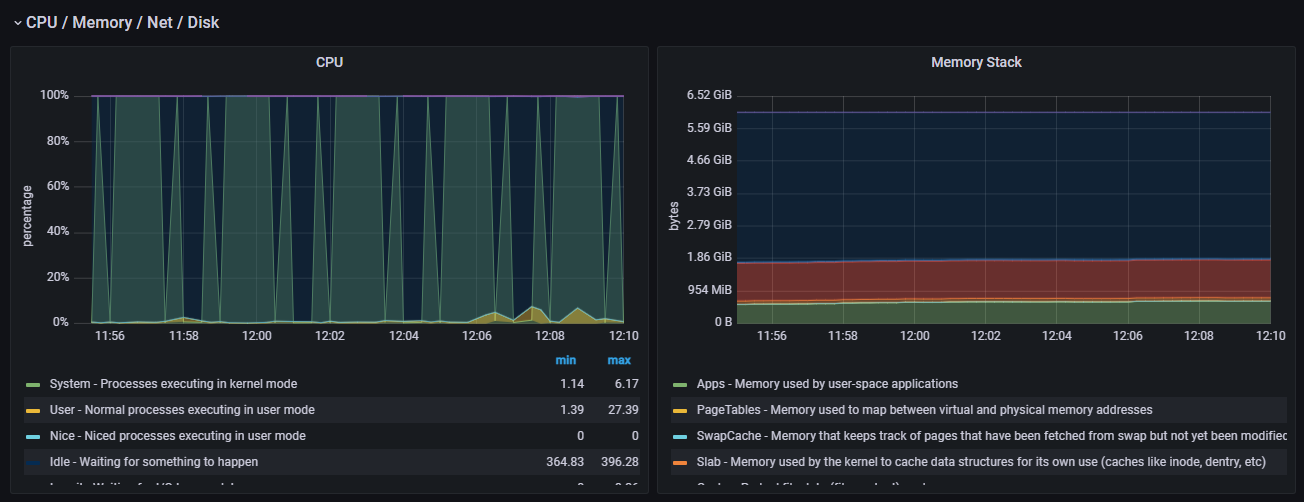 CPU / Memory / Net / Disk
CPU
100%
80%
60%
40%
20%
0%
percentage
11:56 11:58 12:00 12:02 12:04 12:06 12:08 12:10
min max
System - Processes executing in kernel mode 1.14 6.17
User - Normal processes executing in user mode 1.39 27.39
Nice - Niced processes executing in user mode 0 0
Idle - Waiting for something to happen 364.83 396.28
Memory Stack
6.52 GiB
5.59 GiB
4.66 GiB
3.73 GiB
2.79 GiB
1.86 GiB
954 MiB
0 B
bytes
11:56 11:58 12:00 12:02 12:04 12:06 12:08 12:10
Apps - Memory used by user-space applications
PageTables - Memory used to map between virtual and physical memory addresses
SwapCache - Memory that keeps track of pages that have been fetched from swap but not yet been modified
Slab - Memory used by the kernel to cache data structures for its own use (caches like inode, dentry, etc)